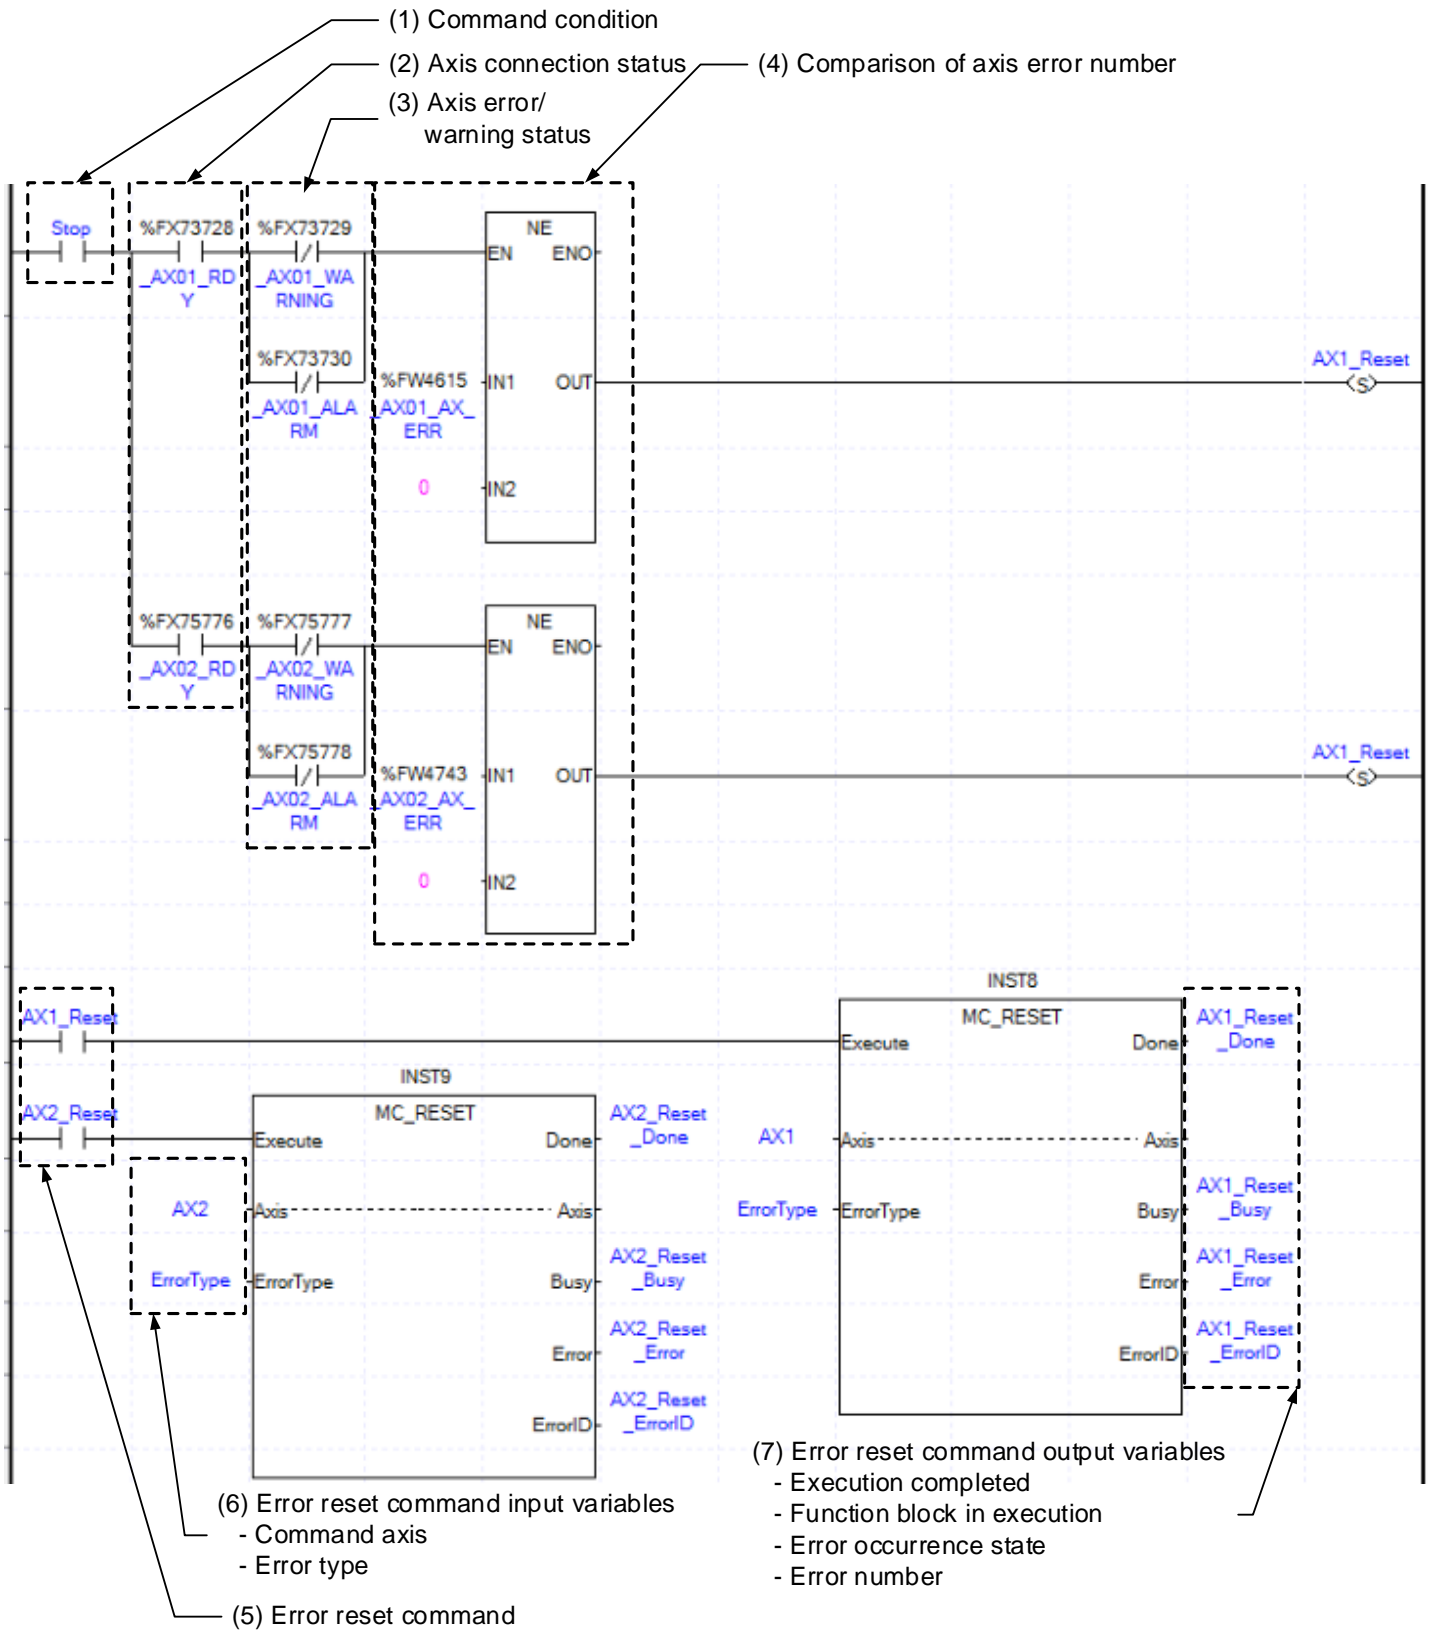 (1) Command condition
(2) Axis connection status
(4) Comparison of axis error number
(3) Axis error/
warning status
Stop
%FX73728
%FX73729
NE
EN
ENO
_AX01_RD
Y
_AX01_WA
RNING
%FX73730
%FW4615
IN1
OUT
AX1_Reset
S
_AX01_ALA
RM
_AX01_AX_
ERR
0
IN2
%FX75776
%FX75777
NE
EN
ENO
_AX02_RD
Y
_AX02_WA
RNING
%FX75778
%FW4743
IN1
OUT
AX1_Reset
S
_AX02_ALA
RM
_AX02_AX_
ERR
0
IN2
INST8
AX1_Reset
MC_RESET
AX1_Reset
_Done
Execute
Done
INST9
AX2_Reset
MC_RESET
AX2_Reset
_Done
Execute
Done
AX1
Axis
Axis
AX2
Axis
Axis
ErrorType
ErrorType
Busy
AX1_Reset
_Busy
ErrorType
ErrorType
Busy
AX2_Reset
_Busy
Error
AX1_Reset
_Error
Error
AX2_Reset
_Error
ErrorID
AX1_Reset
_ErrorID
ErrorID
AX2_Reset
_ErrorID
(7) Error reset command output variables
- Execution completed
- Function block in execution
- Error occurrence state
- Error number
(6) Error reset command input variables
- Command axis
- Error type
(5) Error reset command